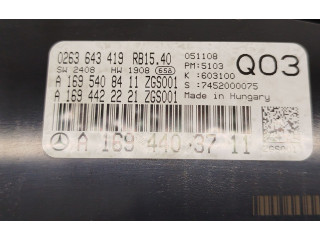 0263 643 419 RB15.40
SW 2408 HW 1908 658
A 169 540 84 11 ZGS001
A 169 442 22 21 ZGS001
A 169 440 37 11
051108
PM: 5103
K : 603100
S : 7452000075
Made in Hungary
Q03